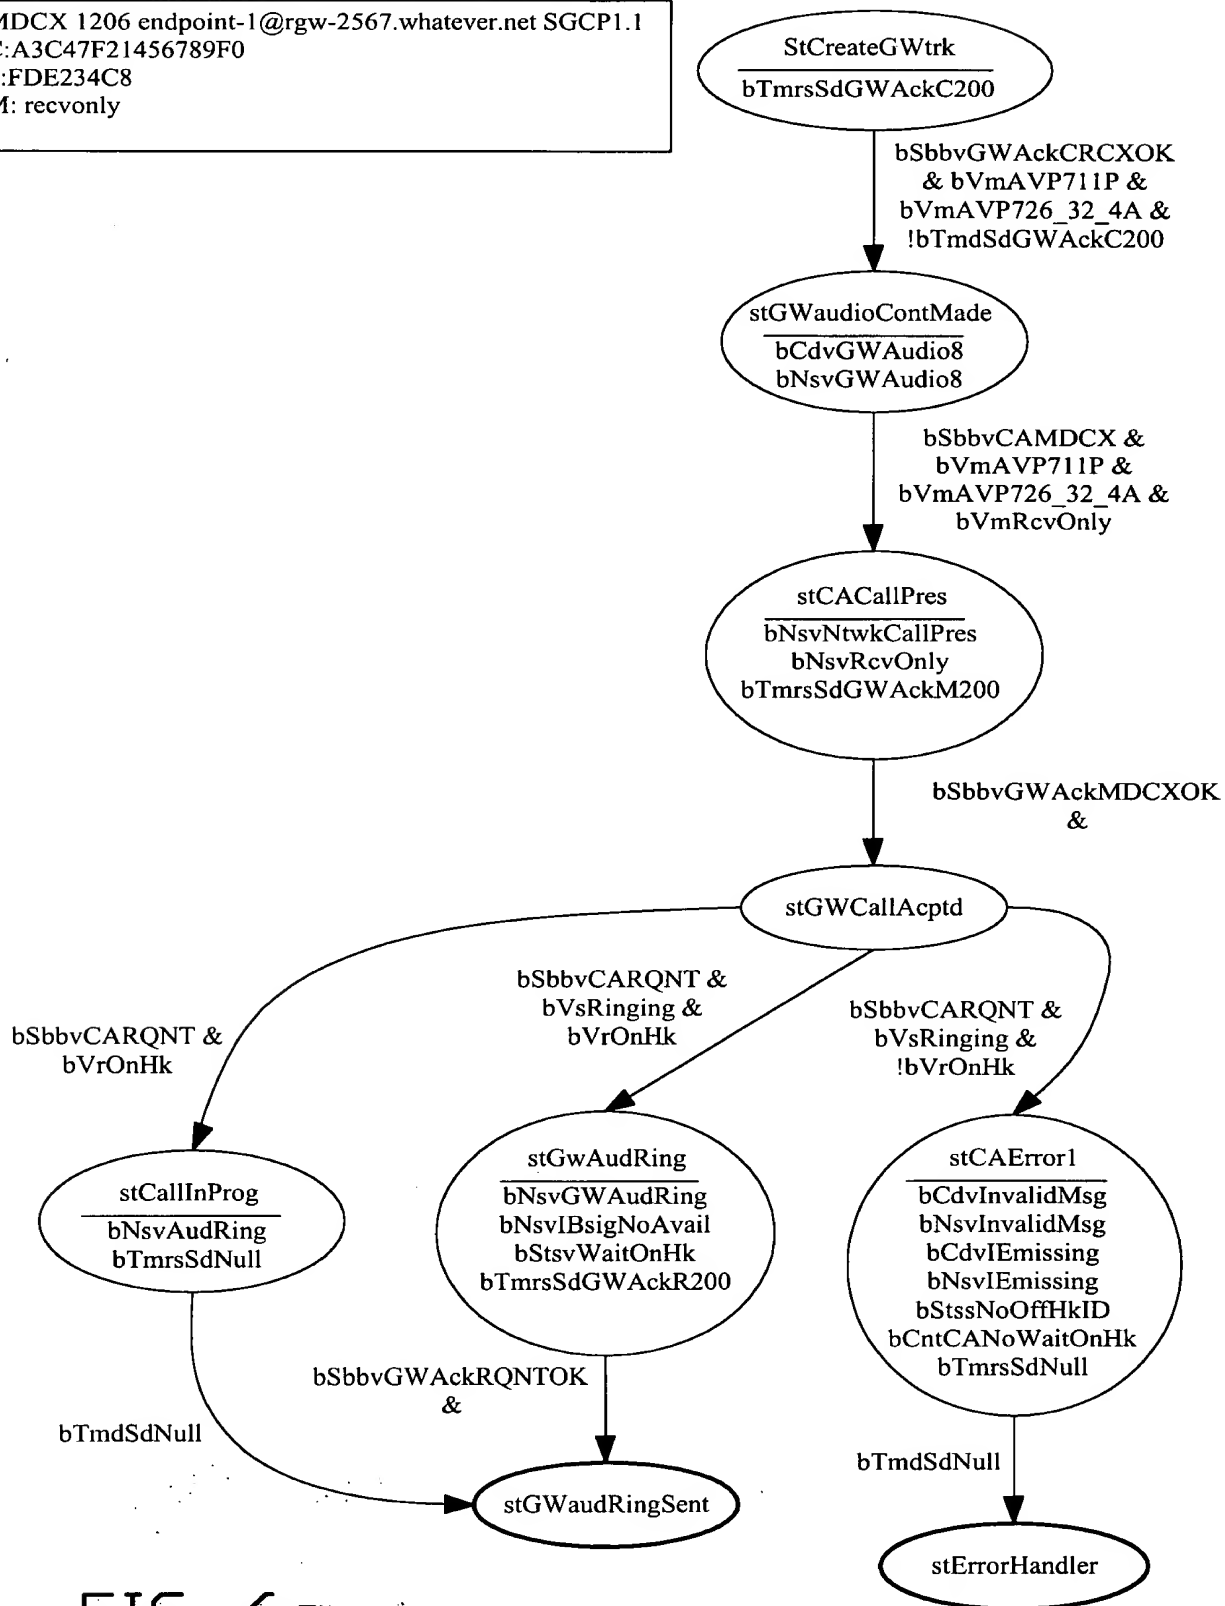 MDCX 1206 endpoint-1@rgw-2567.whatever.net SGCP1.1
:A3C47F21456789F0
:FDE234C8
M: recvonly
StCreateGWtrk
bTmrsSdGWAckC200
bSbbvGWAckCRCXOK
& bVmAVP711P &
bVmAVP726_32_4A &
!bTmdSdGWAckC200
stGWaudioContMade
bCdvGWAudio8
bNsvGWAudio8
bSbbvCAMDCX &
bVmAVP711P &
bVmAVP726_32_4A &
bVmRcvOnly
stCACallPres
bNsvNtwkCallPres
bNsvRcvOnly
bTmrsSdGWAckM200
bSbbvGWAckMDCXOK
&
stGWCallAcptd
bSbbvCARQNT &
bVrOnHk
bSbbvCARQNT &
bVsRinging &
bVrOnHk
bSbbvCARQNT &
bVsRinging &
!bVrOnHk
stCallInProg
bNsvAudRing
bTmrsSdNull
stGwAudRing
bNsvGWAudRing
bNsvIBsigNoAvail
bStsvWaitOnHk
bTmrsSdGWAckR200
stCAError1
bCdvInvalidMsg
bNsvInvalidMsg
bCdvIEmissing
bNsvIEmissing
bStssNoOffHkID
bCntCANoWaitOnHk
bTmrsSdNull
bTmdSdNull
bSbbvGWAckRQNTOK
&
bTmdSdNull
stGWaudRingSent
stErrorHandler